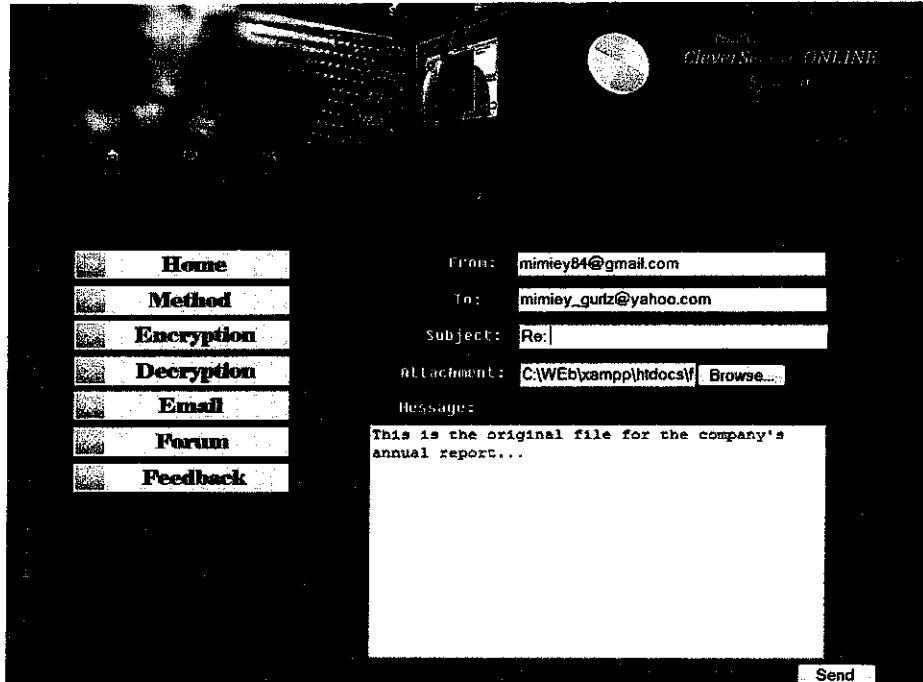 CleverSecure ONLINE
Home
Method
Encryption
Decryption
Email
Forum
Feedback
From: mimiey84@gmail.com
To: mimiey_gurlz@yahoo.com
Subject: Re:
Attachment: C:\WEb\xampp\htdocs\f Browse...
Message:
This is the original file for the company's
annual report...
Send